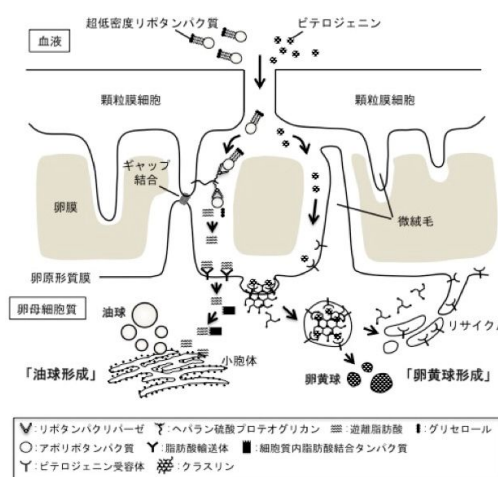 血液
超低密度リポタンパク質
ビテロジェニン
顆粒膜細胞
顆粒膜細胞
ギャップ
結合
卵膜
微絨毛
卵原形質膜
卵母細胞質
油球
リサイクル
小胞体
「油球形成」
卵黄球
「卵黄球形成」
:リポタンパクリパーゼ :ヘパラン硫酸プロテオグリカン :遊離脂肪酸 :グリセロール
:アポリポタンパク質 :脂肪酸輸送体 :細胞質内脂肪酸結合タンパク質
:ビテロジェニン受容体 :クラスリン